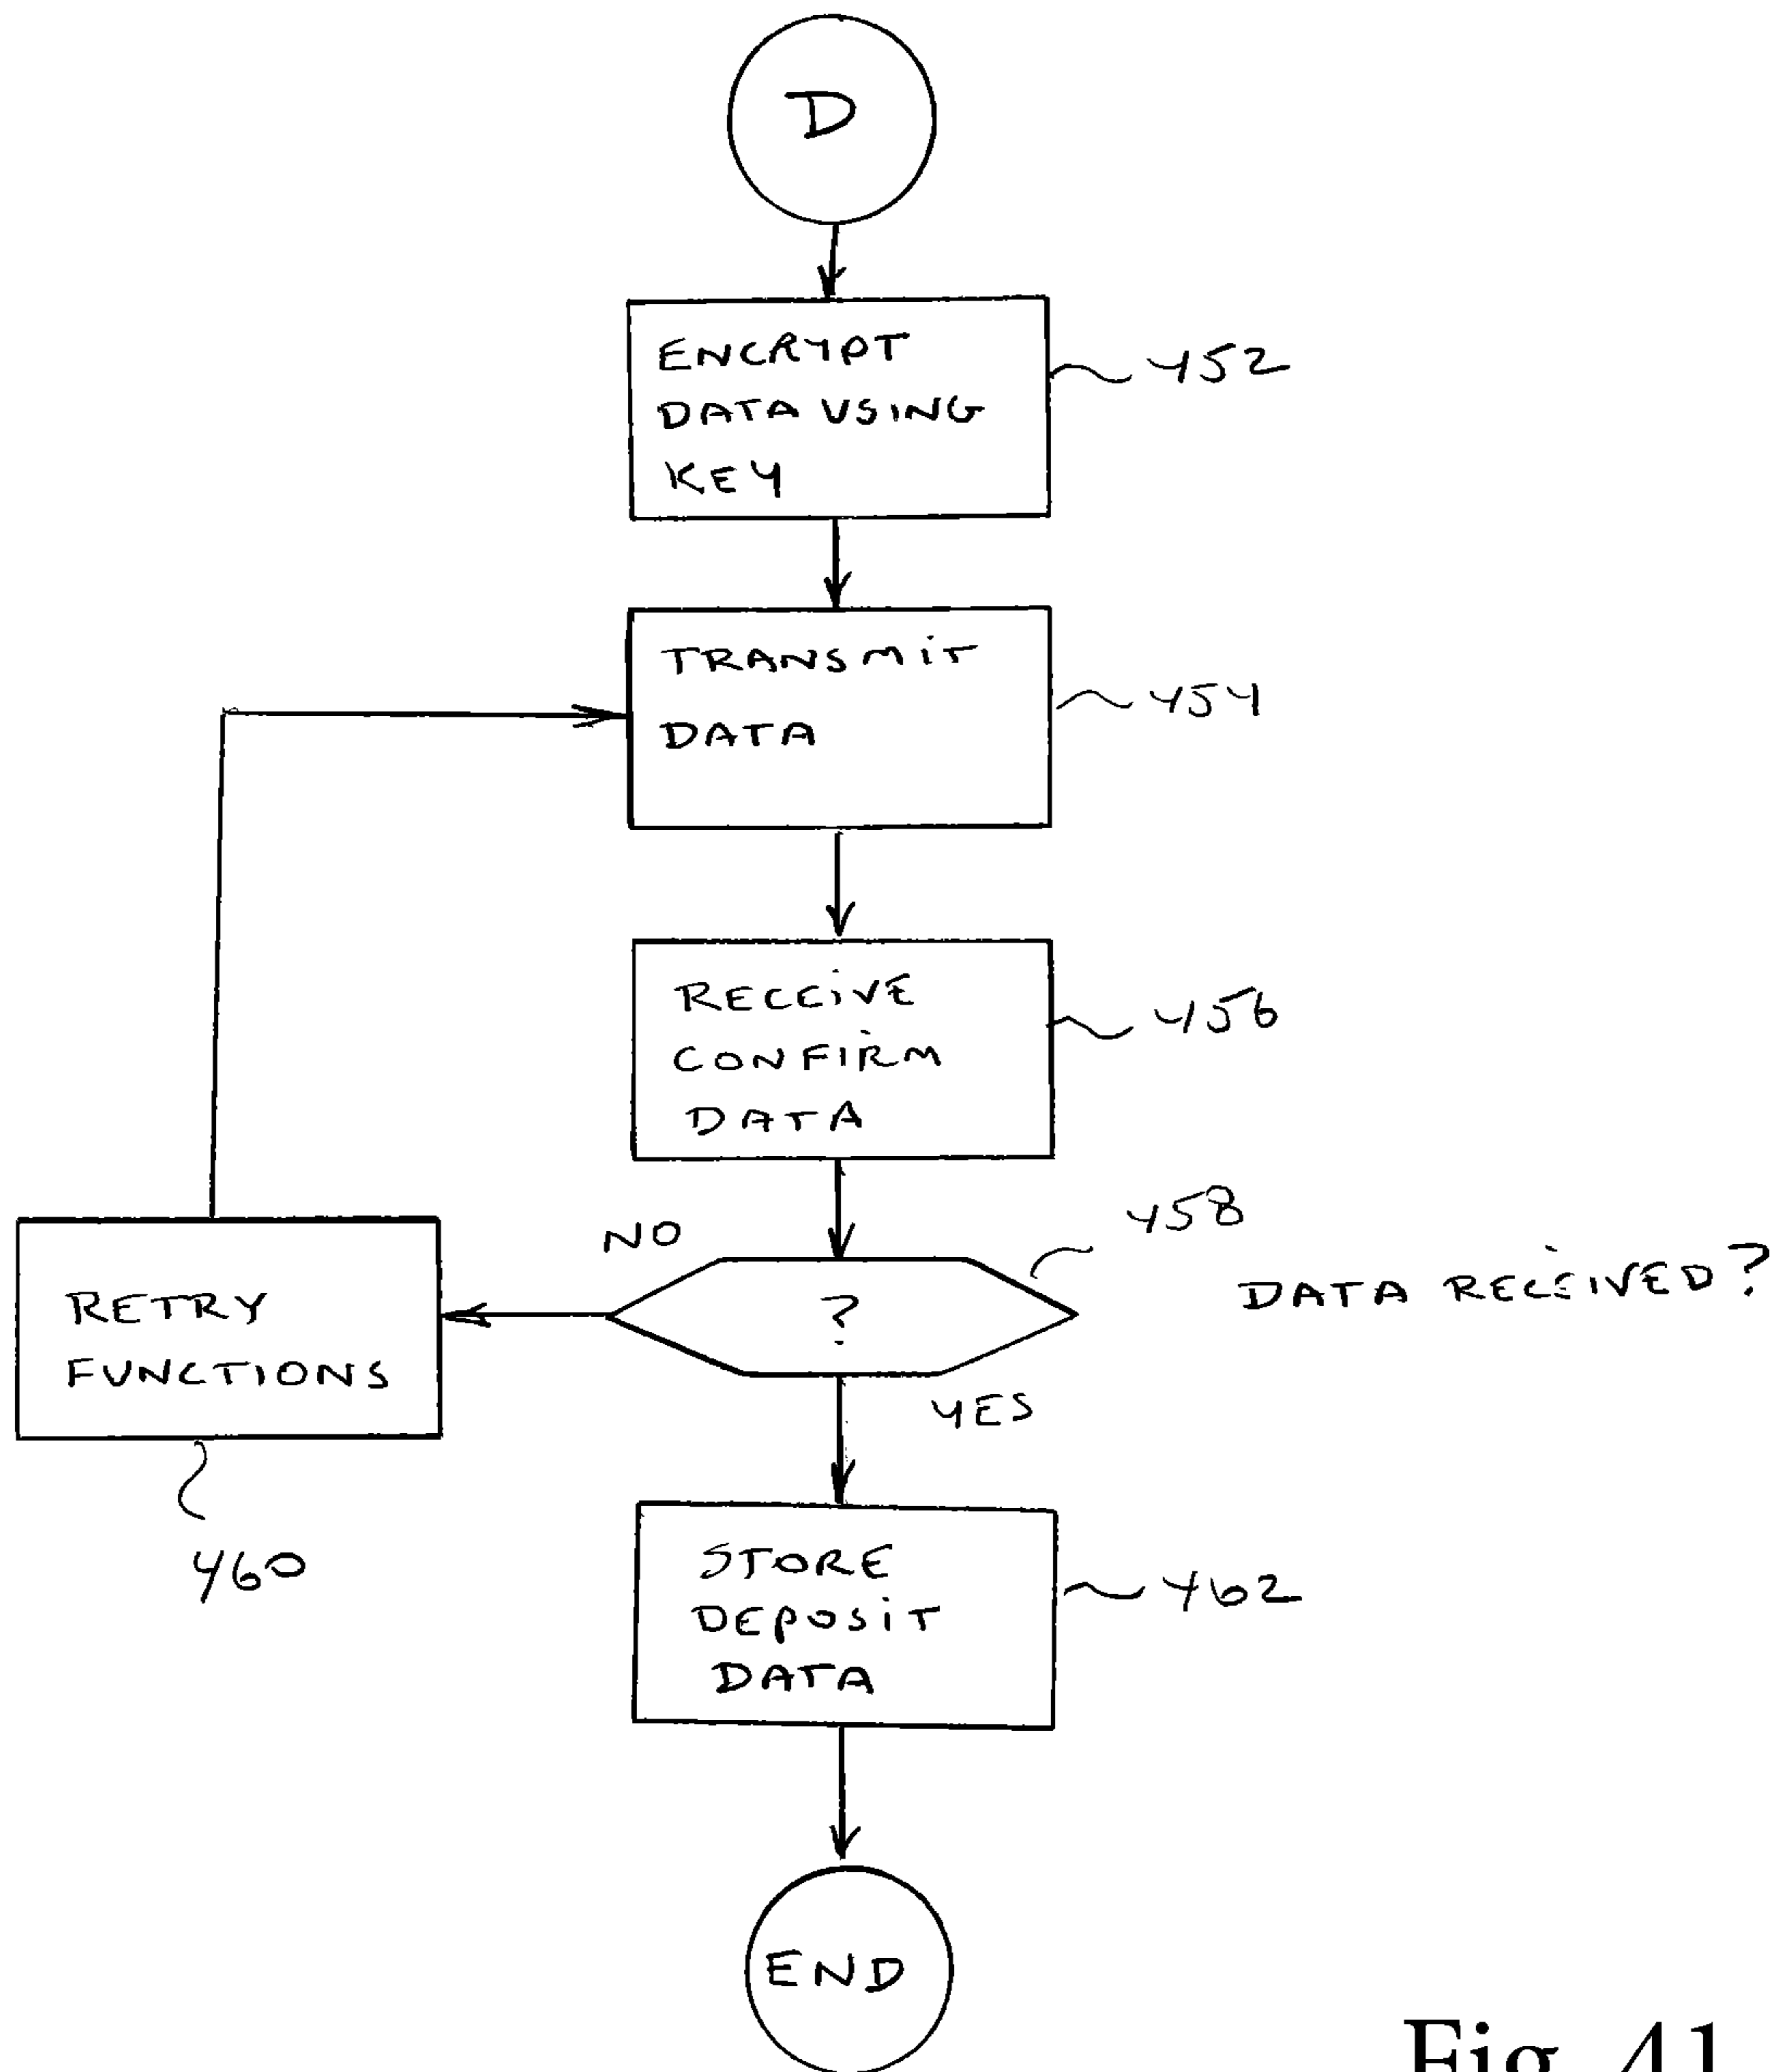 D
ENCRYPT
DATA USING
KEY
452
TRANSMIT
DATA
454
RECEIVE
CONFIRM
DATA
456
NO
458
?
DATA RECEIVED?
RETRY
FUNCTIONS
YES
460
STORE
DEPOSIT
DATA
462
END
Fig. 41